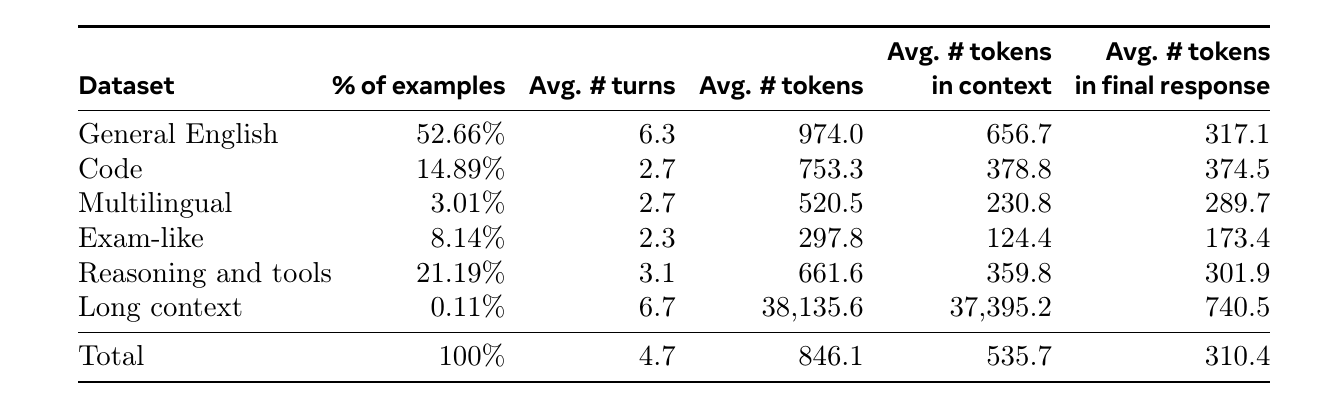 Avg. # tokens Avg. # tokens
Dataset % of examples Avg. # turns Avg. # tokens in context in final response
General English 52.66% 6.3 974.0 656.7 317.1
Code 14.89% 2.7 753.3 378.8 374.5
Multilingual 3.01% 2.7 520.5 230.8 289.7
Exam-like 8.14% 2.3 297.8 124.4 173.4
Reasoning and tools 21.19% 3.1 661.6 359.8 301.9
Long context 0.11% 6.7 38,135.6 37,395.2 740.5
Total 100% 4.7 846.1 535.7 310.4